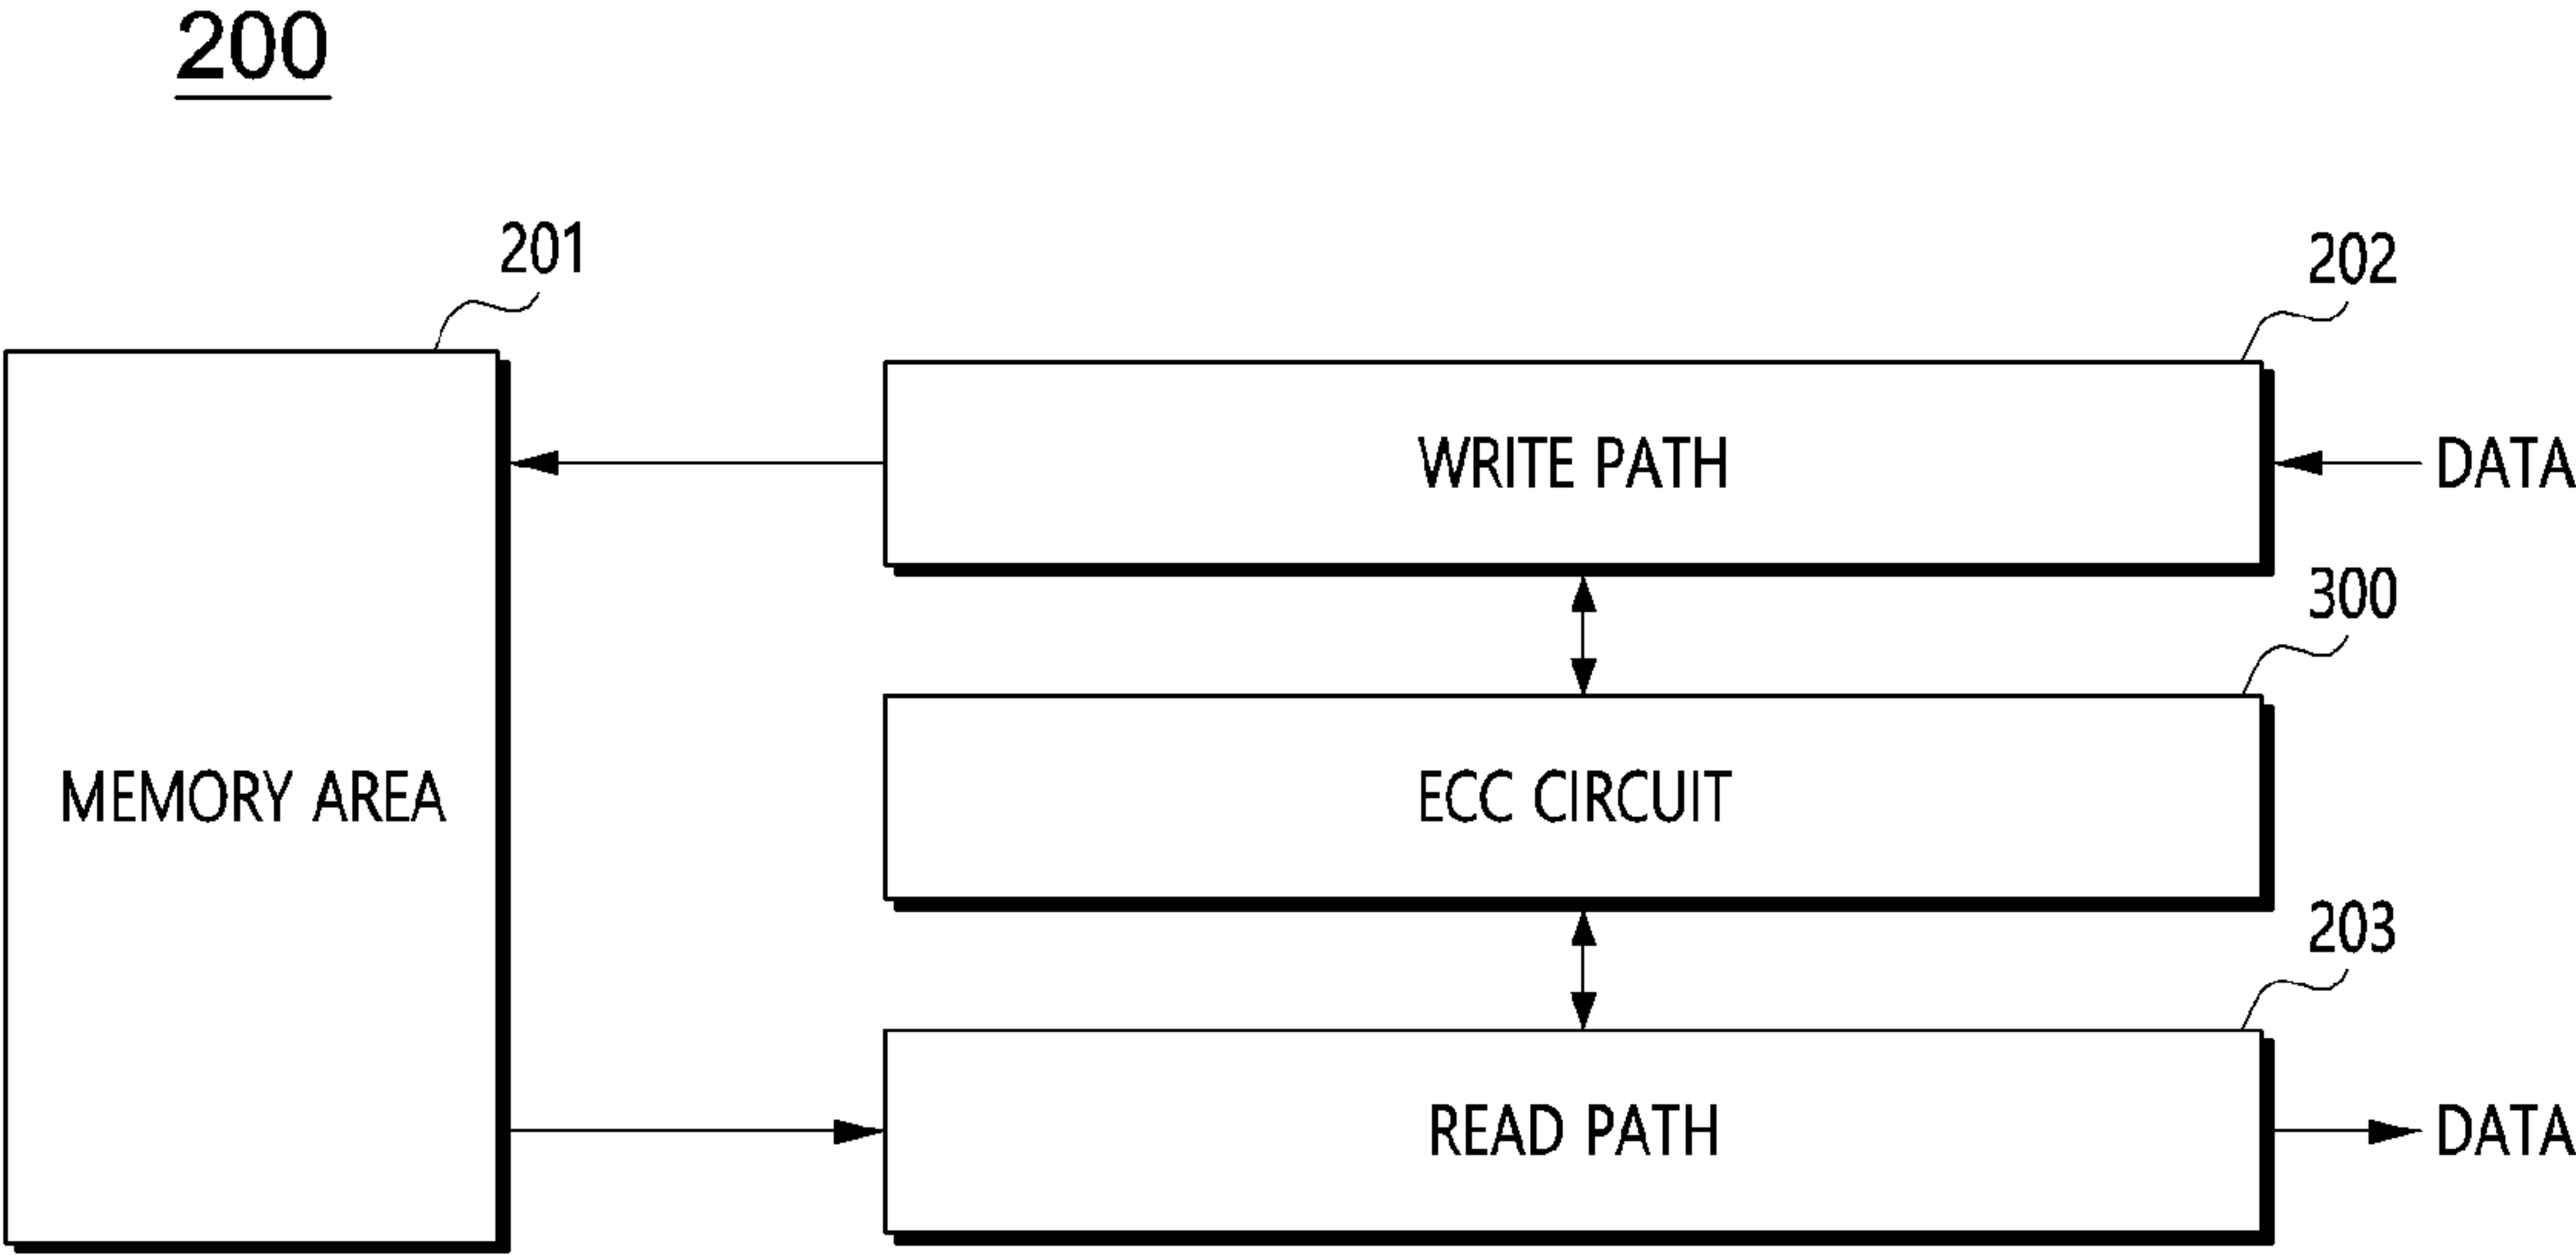 200
201
202
WRITE PATH
DATA
300
MEMORY AREA
ECC CIRCUIT
203
READ PATH
DATA